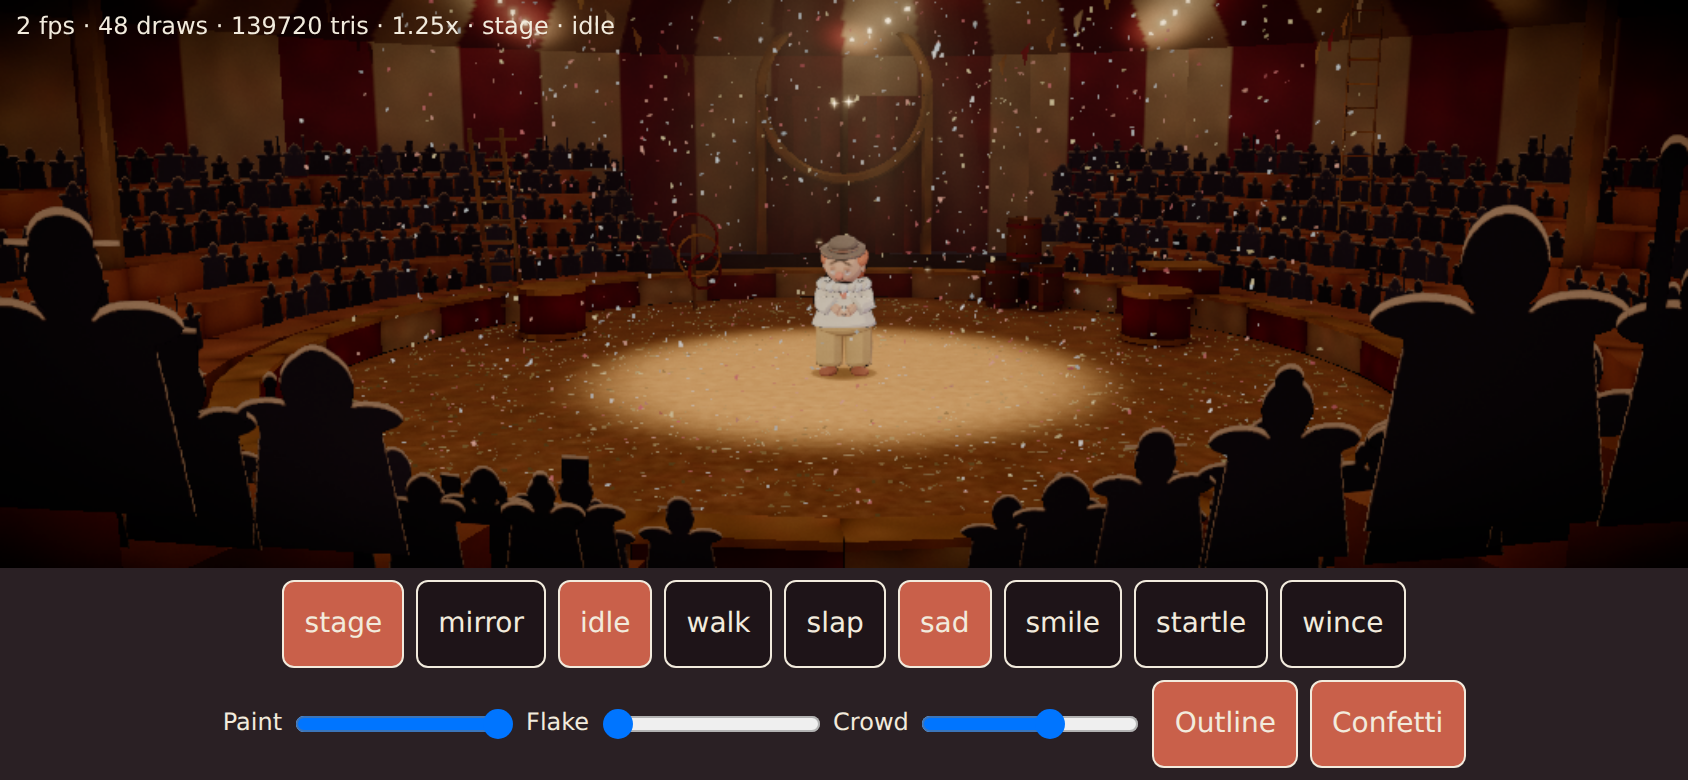 2 fps · 48 draws · 139720 tris · 1.25x · stage · idle
stage mirror idle walk slap sad smile startle wince
Paint Flake Crowd Outline Confetti